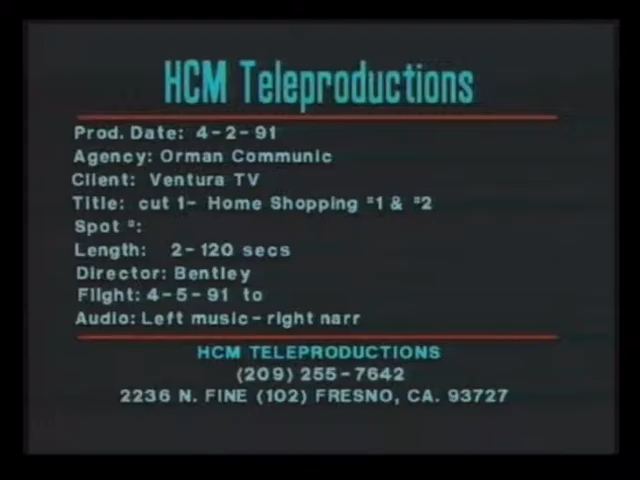 HCM Teleproductions
Prod. Date: 4-2-91
Agency: Orman Communic
Client: Ventura TV
Title: cut 1- Home Shopping #1 & #2
Spot #:
Length: 2-120 secs
Director: Bentley
Flight: 4-5-91 to
Audio: Left music-right narr
HCM TELEPRODUCTIONS
(209) 255-7642
2236 N. FINE (102) FRESNO, CA. 93727